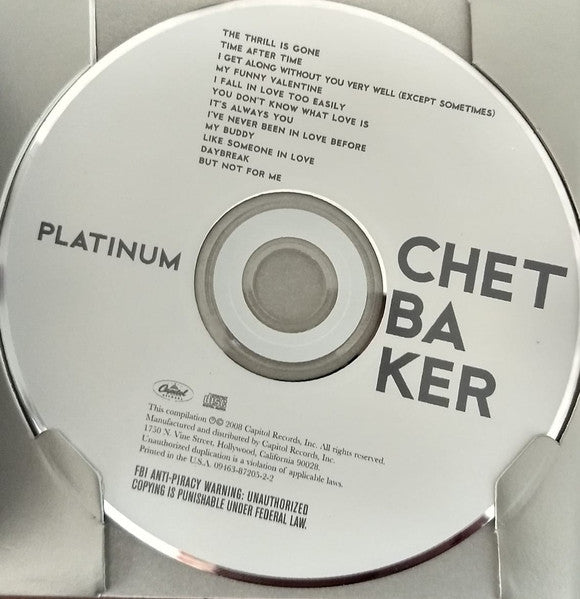 THE THRILL IS GONE
TIME AFTER TIME
I GET ALONG WITHOUT YOU VERY WELL (EXCEPT SOMETIMES)
MY FUNNY VALENTINE
I FALL IN LOVE TOO EASILY
YOU DON'T KNOW WHAT LOVE IS
IT'S ALWAYS YOU
I'VE NEVER BEEN IN LOVE BEFORE
MY BUDDY
LIKE SOMEONE IN LOVE
DAYBREAK
BUT NOT FOR ME
PLATINUM
CHET
BA
KER
Capitol
This compilation ℗© 2008 Capitol Records, Inc. All rights reserved.
Manufactured and distributed by Capitol Records, Inc.
1750 N. Vine Street, Hollywood, California 90028.
Unauthorized duplication is a violation of applicable laws.
Printed in the U.S.A. 09463-87205-2-2
FBI ANTI-PIRACY WARNING: UNAUTHORIZED
COPYING IS PUNISHABLE UNDER FEDERAL LAW.